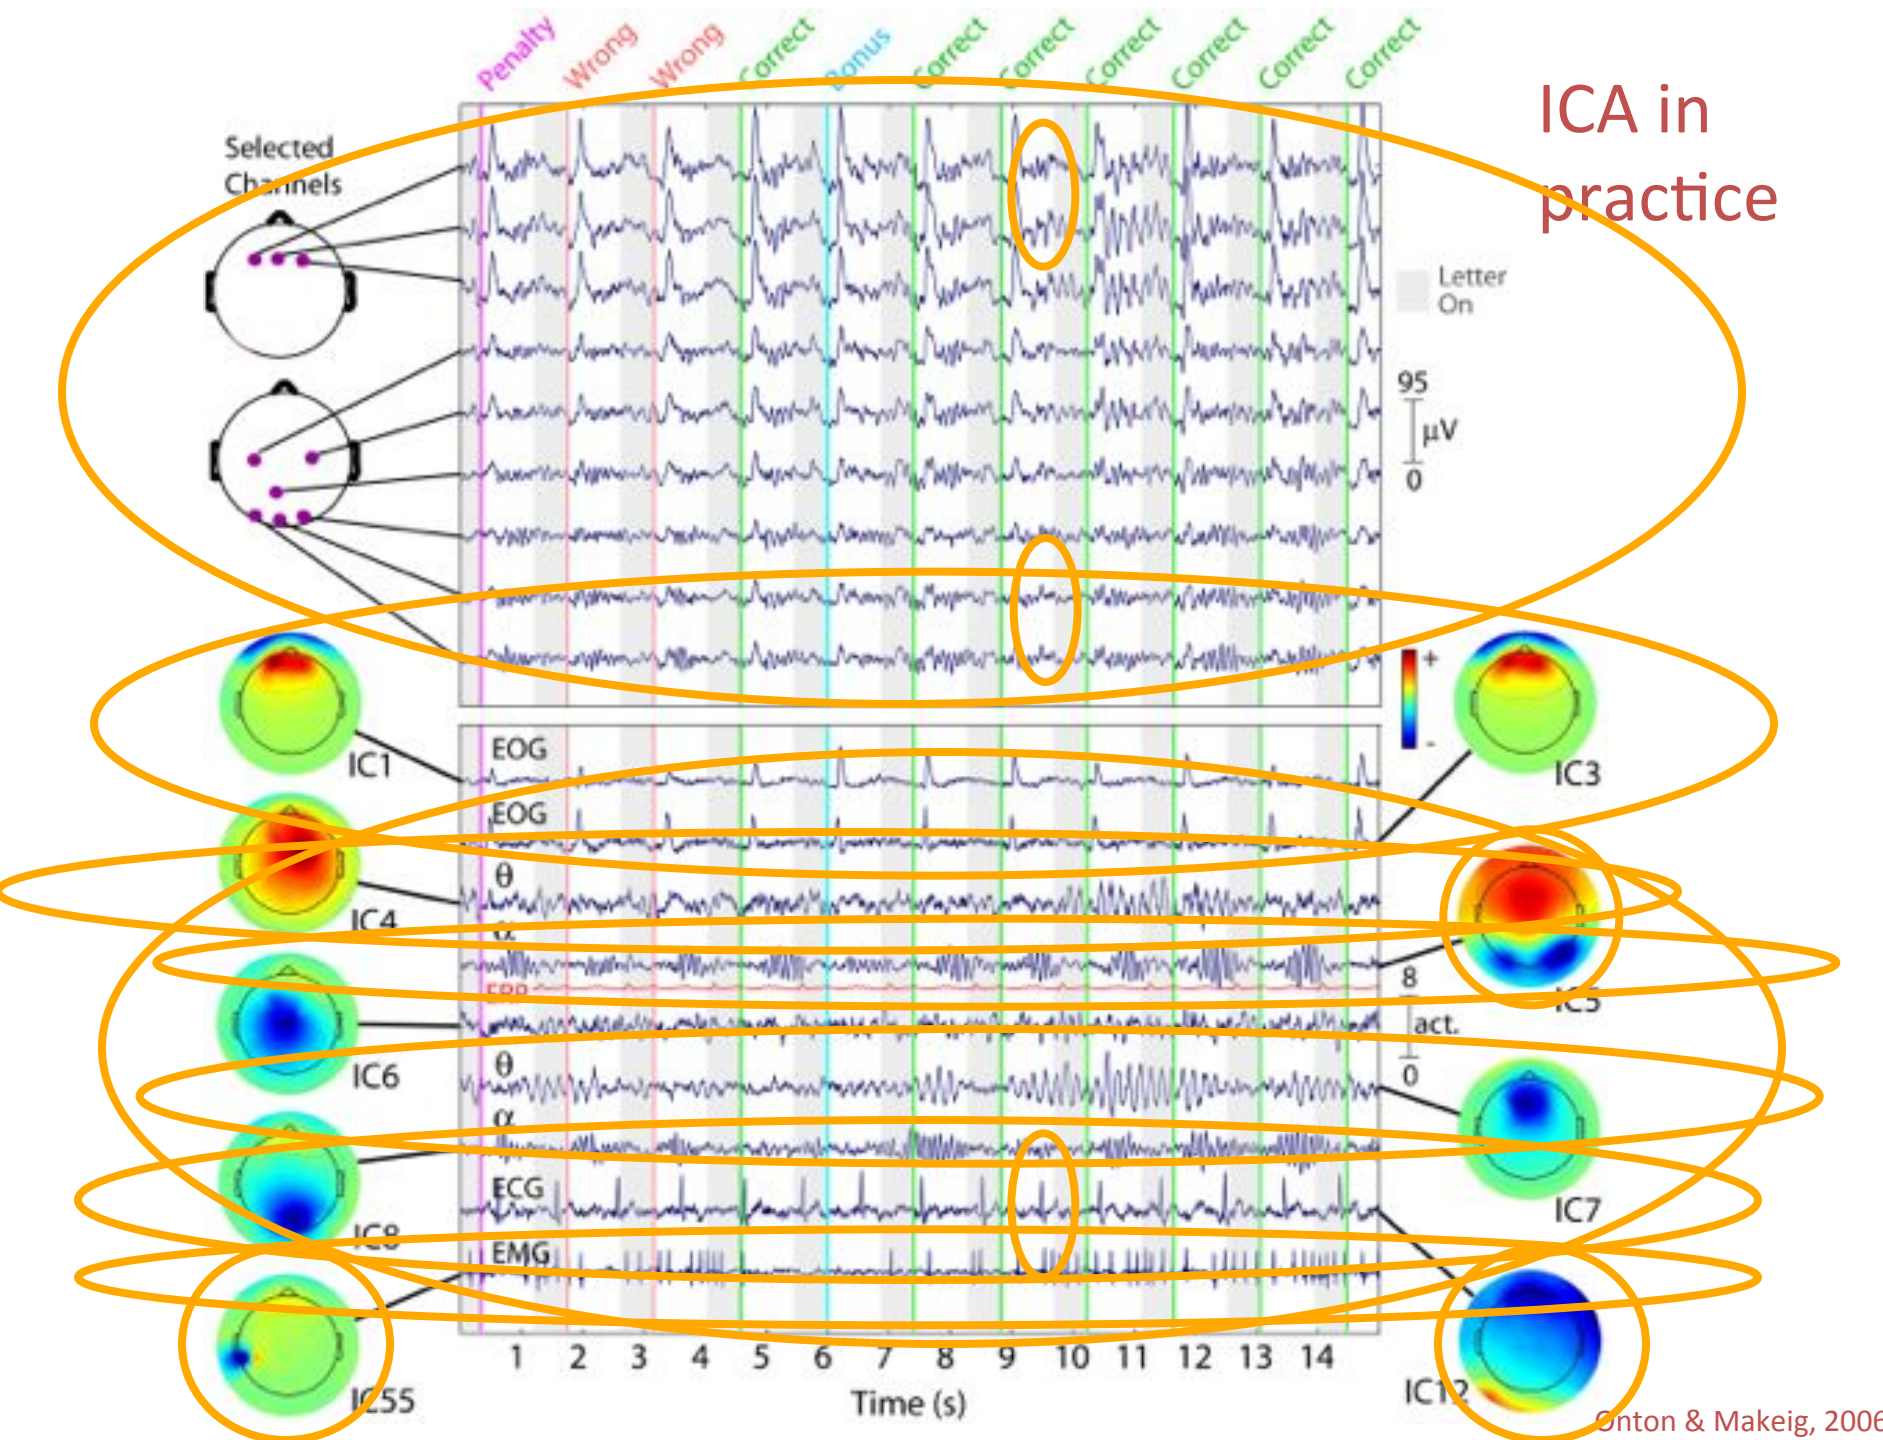 Penalty
Wrong
Wrong
Correct
Bonus
Correct
Correct
Correct
Correct
Correct
Correct
ICA in
practice
Selected
Channels
Letter
On
95
μV
0
+
-
IC1
EOG
IC3
EOG
θ
IC4
α
IC5
8
ERP
act.
0
IC6
θ
α
IC7
ECG
IC8
EMG
IC55
IC12
1 2 3 4 5 6 7 8 9 10 11 12 13 14
Time (s)
Onton & Makeig, 2006